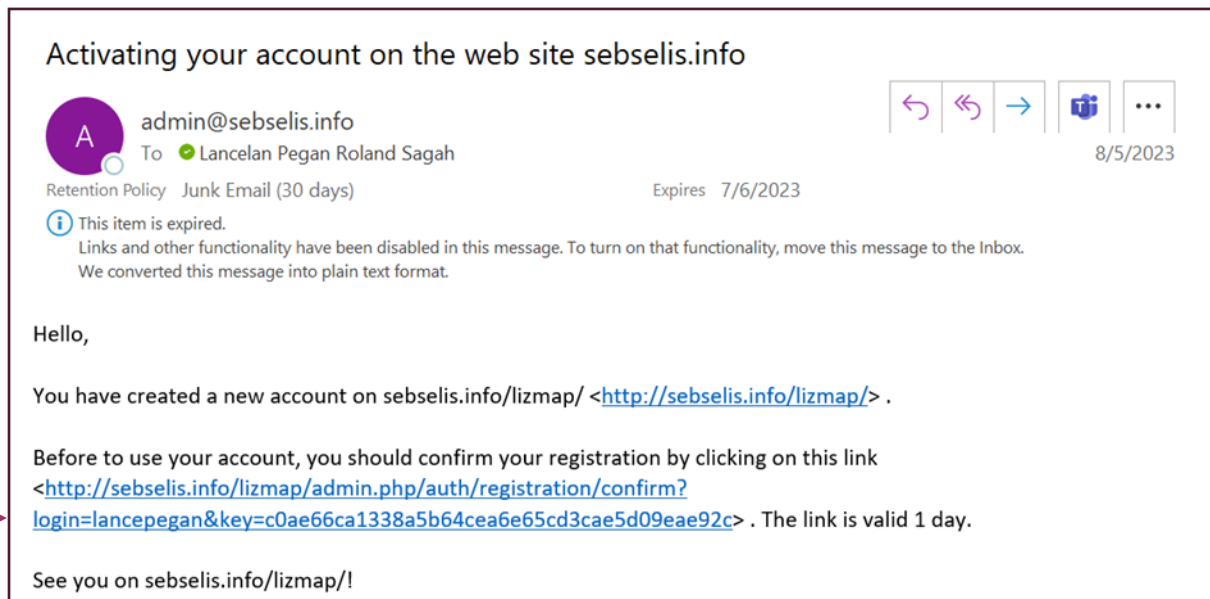 Activating your account on the web site sebselis.info
A
admin@sebselis.info
To Lancelan Pegan Roland Sagah
8/5/2023
Retention Policy Junk Email (30 days) Expires 7/6/2023
This item is expired.
Links and other functionality have been disabled in this message. To turn on that functionality, move this message to the Inbox.
We converted this message into plain text format.
Hello,
You have created a new account on sebselis.info/lizmap/ <http://sebselis.info/lizmap/> .
Before to use your account, you should confirm your registration by clicking on this link
<http://sebselis.info/lizmap/admin.php/auth/registration/confirm?
login=lancepegan&key=c0ae66ca1338a5b64cea6e65cd3cae5d09eae92c> . The link is valid 1 day.
See you on sebselis.info/lizmap/!